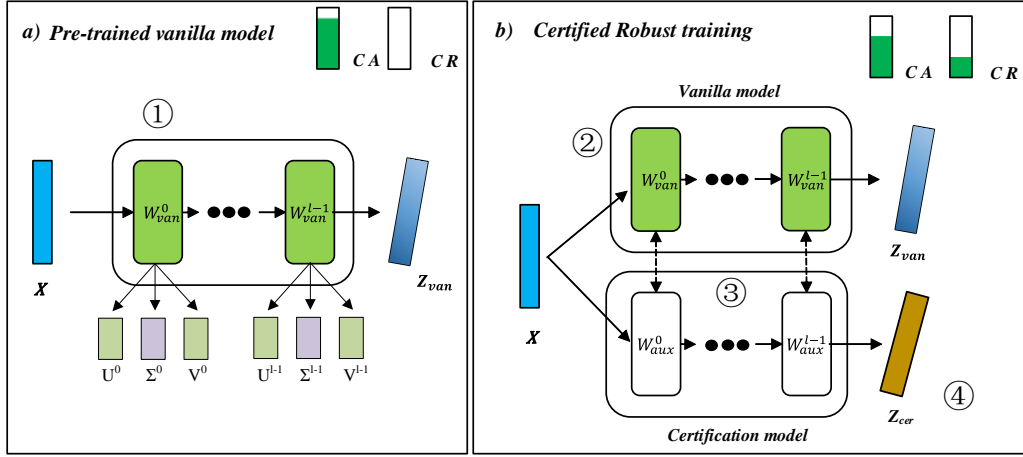 a) Pre-trained vanilla model
C A
C R
①
W⁰van
●●●
Wˡ⁻¹van
X
Zvan
U⁰
Σ⁰
V⁰
Uˡ⁻¹
Σˡ⁻¹
Vˡ⁻¹
b) Certified Robust training
C A
C R
Vanilla model
②
W⁰van
●●●
Wˡ⁻¹van
Zvan
X
③
W⁰aux
●●●
Wˡ⁻¹aux
Zcer
④
Certification model